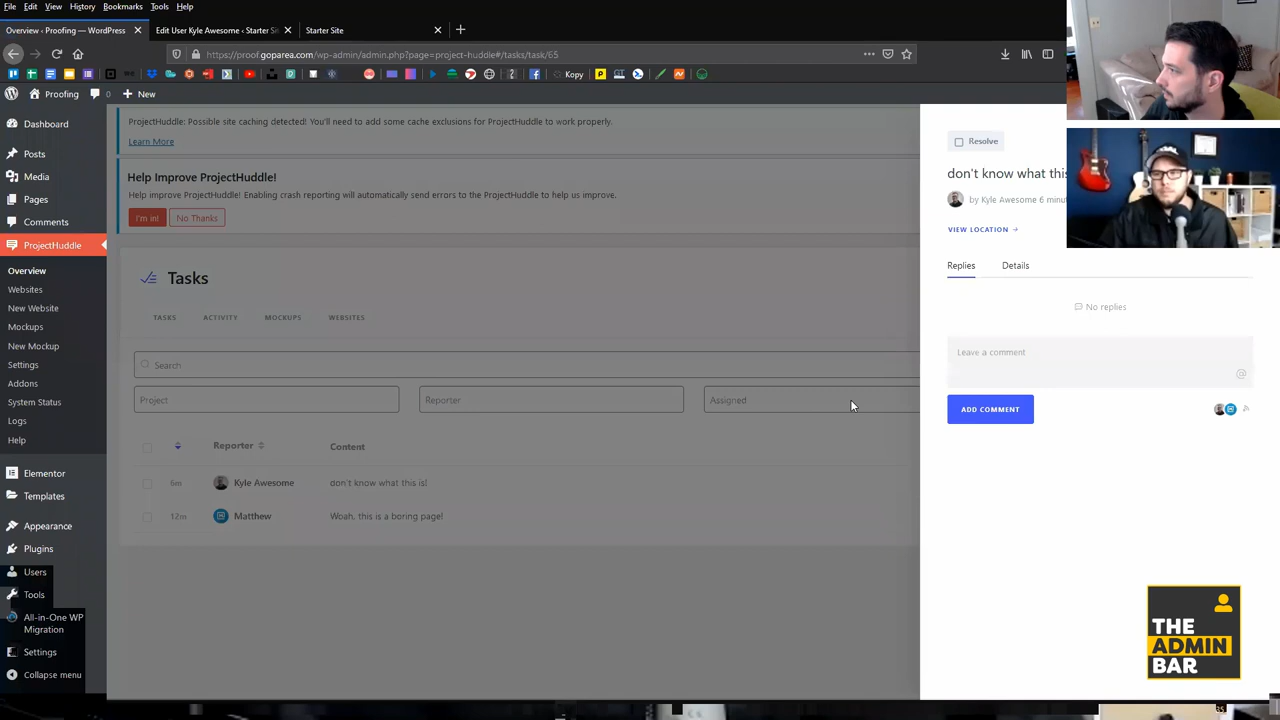 File Edit View History Bookmarks Tools Help
Overview ‹ Proofing — WordPress
Edit User Kyle Awesome ‹ Starter Si
Starter Site
https://proof.goparea.com/wp-admin/admin.php?page=project-huddle#/tasks/task/65
Kopy
Proofing 0 New
Dashboard
Posts
Media
Pages
Comments
ProjectHuddle
Overview
Websites
New Website
Mockups
New Mockup
Settings
Addons
System Status
Logs
Help
Elementor
Templates
Appearance
Plugins
Users
Tools
All-in-One WP
Migration
Settings
Collapse menu
ProjectHuddle: Possible site caching detected! You'll need to add some cache exclusions for ProjectHuddle to work properly.
Learn More
Help Improve ProjectHuddle!
Help improve ProjectHuddle! Enabling crash reporting will automatically send errors to the ProjectHuddle to help us improve.
I'm in! No Thanks
Tasks
TASKS ACTIVITY MOCKUPS WEBSITES
Search
Project Reporter Assigned
Reporter Content
6m Kyle Awesome don't know what this is!
12m Matthew Woah, this is a boring page!
Resolve
don't know what this
by Kyle Awesome 6 minut
VIEW LOCATION →
Replies Details
No replies
Leave a comment
@
ADD COMMENT
THE
ADMIN
BAR